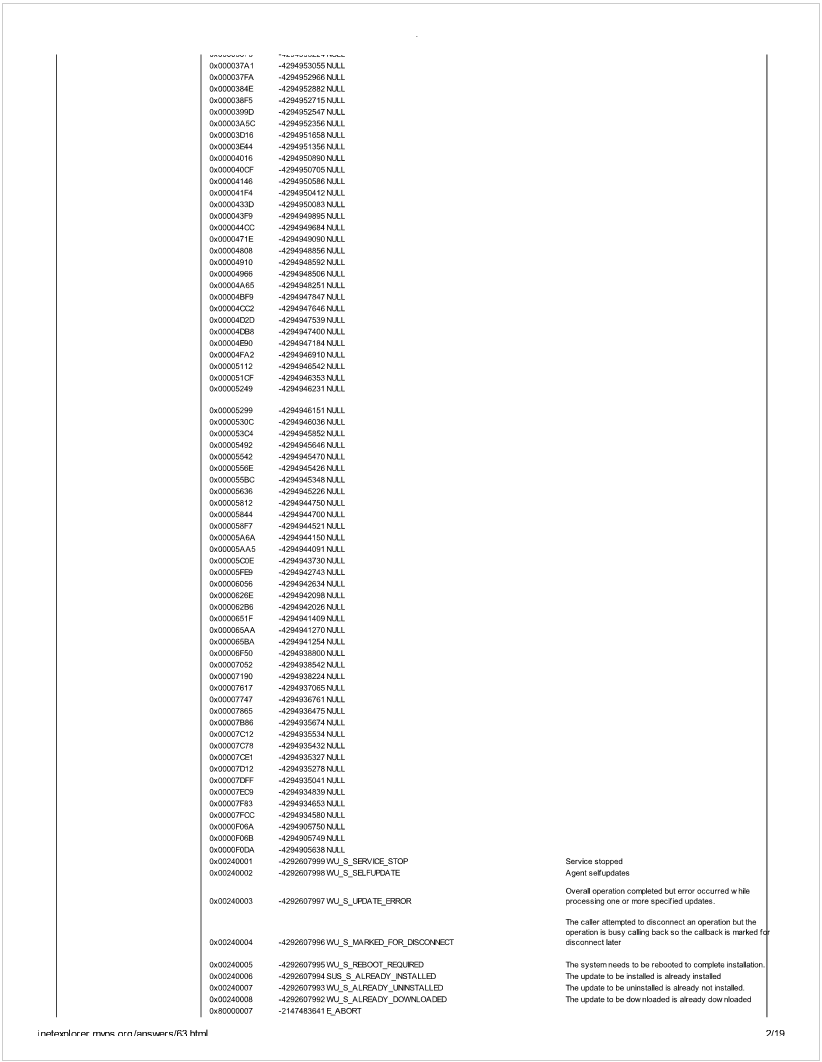 0x000037A1 -4294953055 NULL
0x000037FA -4294952966 NULL
0x0000384E -4294952882 NULL
0x000038F5 -4294952715 NULL
0x0000399D -4294952547 NULL
0x00003A5C -4294952356 NULL
0x00003D16 -4294951658 NULL
0x00003E44 -4294951356 NULL
0x00004016 -4294950890 NULL
0x000040CF -4294950705 NULL
0x00004146 -4294950586 NULL
0x000041F4 -4294950412 NULL
0x0000433D -4294950083 NULL
0x000043F9 -4294949895 NULL
0x000044CC -4294949684 NULL
0x0000471E -4294949090 NULL
0x00004808 -4294948856 NULL
0x00004910 -4294948592 NULL
0x00004966 -4294948506 NULL
0x00004A65 -4294948251 NULL
0x00004BF9 -4294947847 NULL
0x00004CC2 -4294947646 NULL
0x00004D2D -4294947539 NULL
0x00004DB8 -4294947400 NULL
0x00004E90 -4294947184 NULL
0x00004FA2 -4294946910 NULL
0x00005112 -4294946542 NULL
0x000051CF -4294946353 NULL
0x00005249 -4294946231 NULL
0x00005299 -4294946151 NULL
0x0000530C -4294946036 NULL
0x000053C4 -4294945852 NULL
0x00005492 -4294945646 NULL
0x00005542 -4294945470 NULL
0x0000556E -4294945426 NULL
0x000055BC -4294945348 NULL
0x00005636 -4294945226 NULL
0x00005812 -4294944750 NULL
0x00005844 -4294944700 NULL
0x000058F7 -4294944521 NULL
0x00005A6A -4294944150 NULL
0x00005AA5 -4294944091 NULL
0x00005C0E -4294943730 NULL
0x00005FE9 -4294942743 NULL
0x00006056 -4294942634 NULL
0x0000626E -4294942098 NULL
0x000062B6 -4294942026 NULL
0x0000651F -4294941409 NULL
0x000065AA -4294941270 NULL
0x000065BA -4294941254 NULL
0x00006F50 -4294938800 NULL
0x00007052 -4294938542 NULL
0x00007190 -4294938224 NULL
0x00007617 -4294937065 NULL
0x00007747 -4294936761 NULL
0x00007865 -4294936475 NULL
0x00007B86 -4294935674 NULL
0x00007C12 -4294935534 NULL
0x00007C78 -4294935432 NULL
0x00007CE1 -4294935327 NULL
0x00007D12 -4294935278 NULL
0x00007DFF -4294935041 NULL
0x00007EC9 -4294934839 NULL
0x00007F83 -4294934653 NULL
0x00007FCC -4294934580 NULL
0x0000F06A -4294905750 NULL
0x0000F06B -4294905749 NULL
0x0000F0DA -4294905638 NULL
0x00240001 -4292607999 WU_S_SERVICE_STOP Service stopped
0x00240002 -4292607998 WU_S_SELFUPDATE Agent selfupdates
Overall operation completed but error occurred while
processing one or more specified updates.
0x00240003 -4292607997 WU_S_UPDATE_ERROR
The caller attempted to disconnect an operation but the
operation is busy calling back so the callback is marked for
0x00240004 -4292607996 WU_S_MARKED_FOR_DISCONNECT disconnect later
0x00240005 -4292607995 WU_S_REBOOT_REQUIRED The system needs to be rebooted to complete installation.
0x00240006 -4292607994 SUS_S_ALREADY_INSTALLED The update to be installed is already installed
0x00240007 -4292607993 WU_S_ALREADY_UNINSTALLED The update to be uninstalled is already not installed.
0x00240008 -4292607992 WU_S_ALREADY_DOWNLOADED The update to be downloaded is already downloaded
0x80000007 -2147483641 E_ABORT
inetexplorer.mvps.org/answers/63.html 2/19